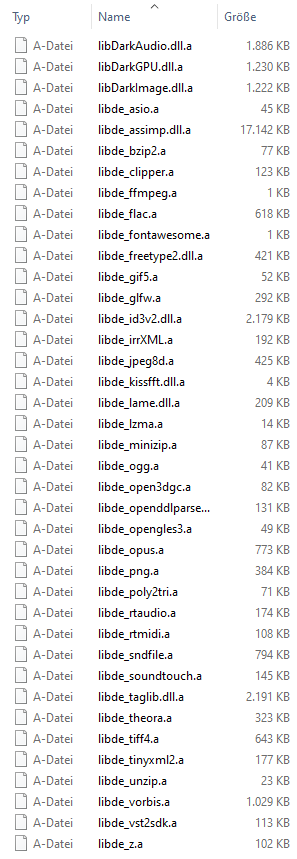 Typ Name Größe
A-Datei libDarkAudio.dll.a 1.886 KB
A-Datei libDarkGPU.dll.a 1.230 KB
A-Datei libDarkImage.dll.a 1.222 KB
A-Datei libde_asio.a 45 KB
A-Datei libde_assimp.dll.a 17.142 KB
A-Datei libde_bzip2.a 77 KB
A-Datei libde_clipper.a 123 KB
A-Datei libde_ffmpeg.a 1 KB
A-Datei libde_flac.a 618 KB
A-Datei libde_fontawesome.a 1 KB
A-Datei libde_freetype2.dll.a 421 KB
A-Datei libde_gif5.a 52 KB
A-Datei libde_glfw.a 292 KB
A-Datei libde_id3v2.dll.a 2.179 KB
A-Datei libde_irrXML.a 192 KB
A-Datei libde_jpeg8d.a 425 KB
A-Datei libde_kissfft.dll.a 4 KB
A-Datei libde_lame.dll.a 209 KB
A-Datei libde_lzma.a 14 KB
A-Datei libde_minizip.a 87 KB
A-Datei libde_ogg.a 41 KB
A-Datei libde_open3dgc.a 82 KB
A-Datei libde_openddlparse... 131 KB
A-Datei libde_opengles3.a 49 KB
A-Datei libde_opus.a 773 KB
A-Datei libde_png.a 384 KB
A-Datei libde_poly2tri.a 71 KB
A-Datei libde_rtaudio.a 174 KB
A-Datei libde_rtmidi.a 108 KB
A-Datei libde_sndfile.a 794 KB
A-Datei libde_soundtouch.a 145 KB
A-Datei libde_taglib.dll.a 2.191 KB
A-Datei libde_theora.a 323 KB
A-Datei libde_tiff4.a 643 KB
A-Datei libde_tinyxml2.a 177 KB
A-Datei libde_unzip.a 23 KB
A-Datei libde_vorbis.a 1.029 KB
A-Datei libde_vst2sdk.a 113 KB
A-Datei libde_z.a 102 KB